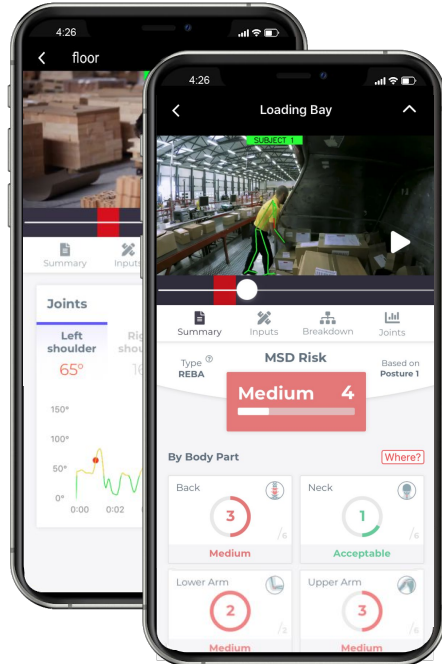 4:26
floor
Summary
Inputs
Joints
Left
shoulder
65°
150°
100°
50°
0°
0:00
0:02
4:26
Loading Bay
SUBJECT 1
Summary
Inputs
Breakdown
Joints
Type ?
REBA
MSD Risk
Based on
Posture 1
Medium 4
By Body Part
Where?
Back
3
/6
Medium
Neck
1
/6
Acceptable
Lower Arm
2
/2
Medium
Upper Arm
3
/6
Medium